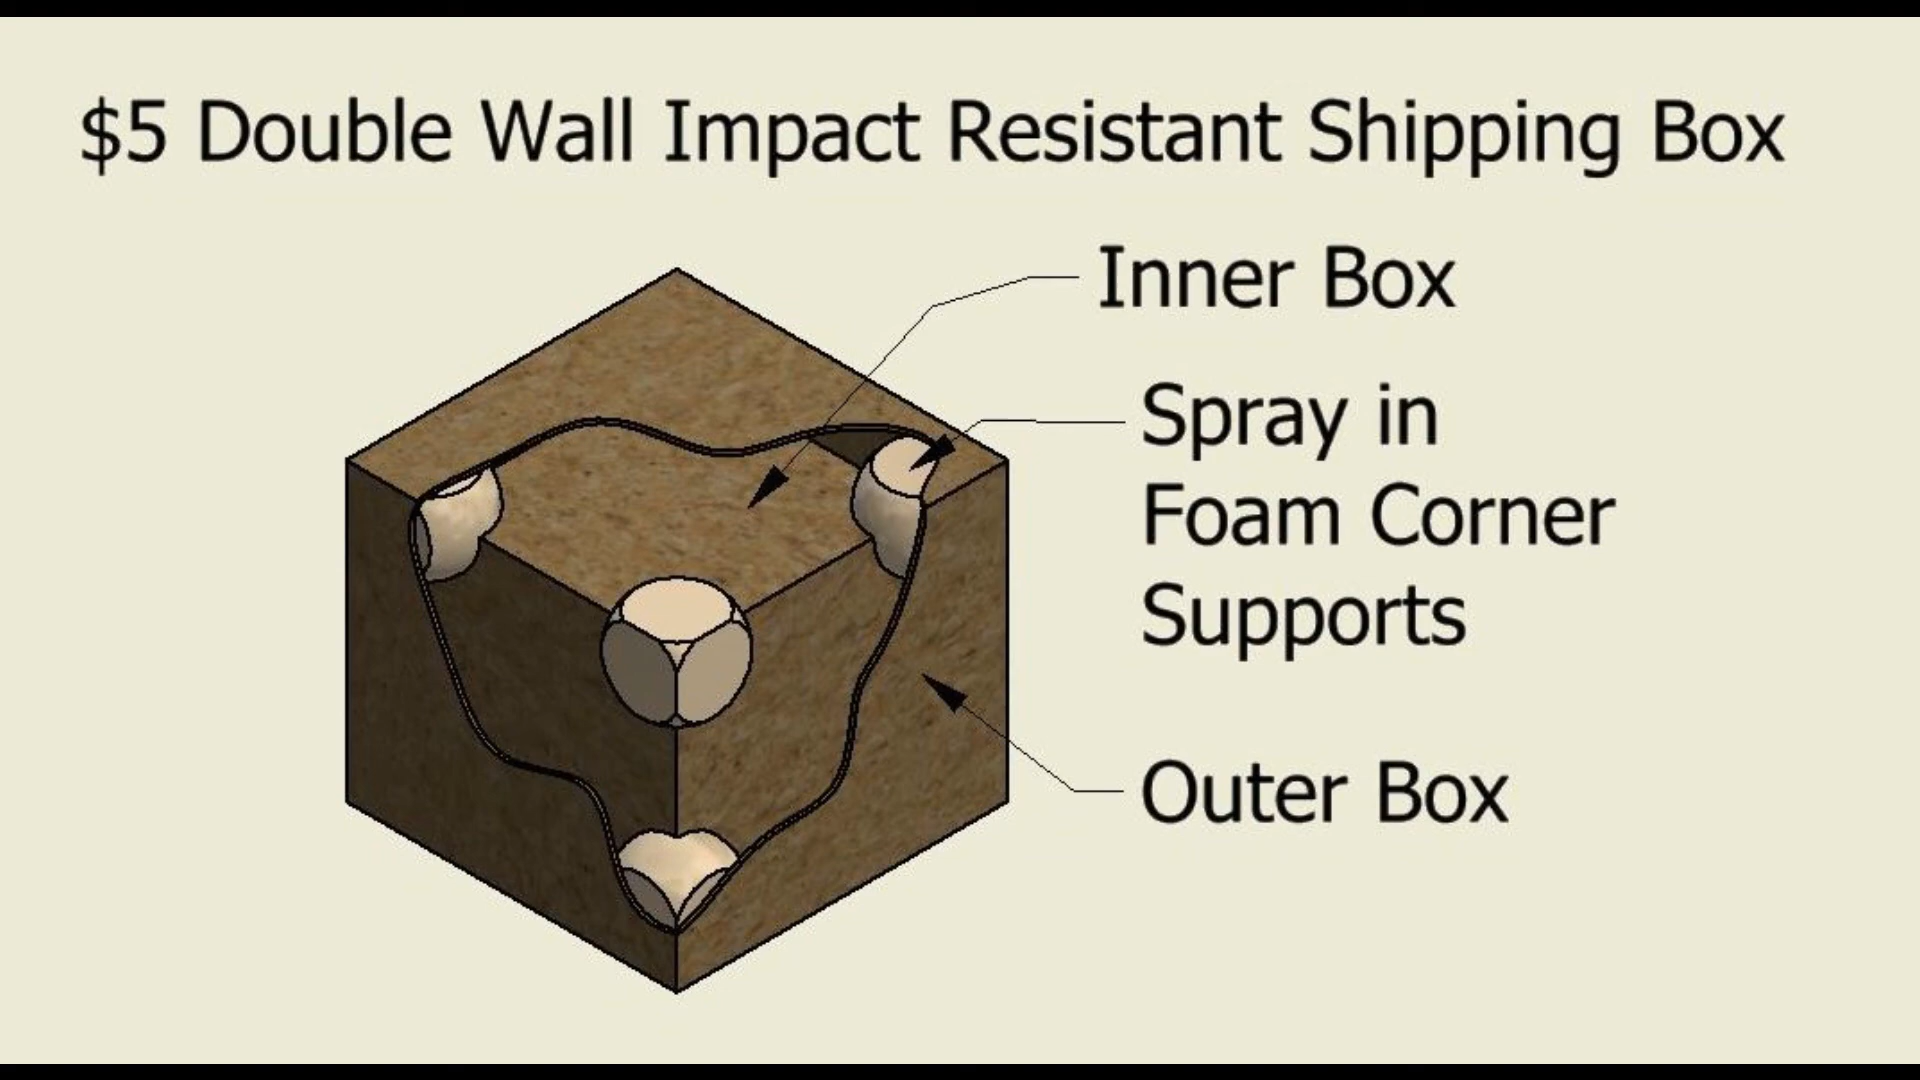 $5 Double Wall Impact Resistant Shipping Box
Inner Box
Spray in
Foam Corner
Supports
Outer Box